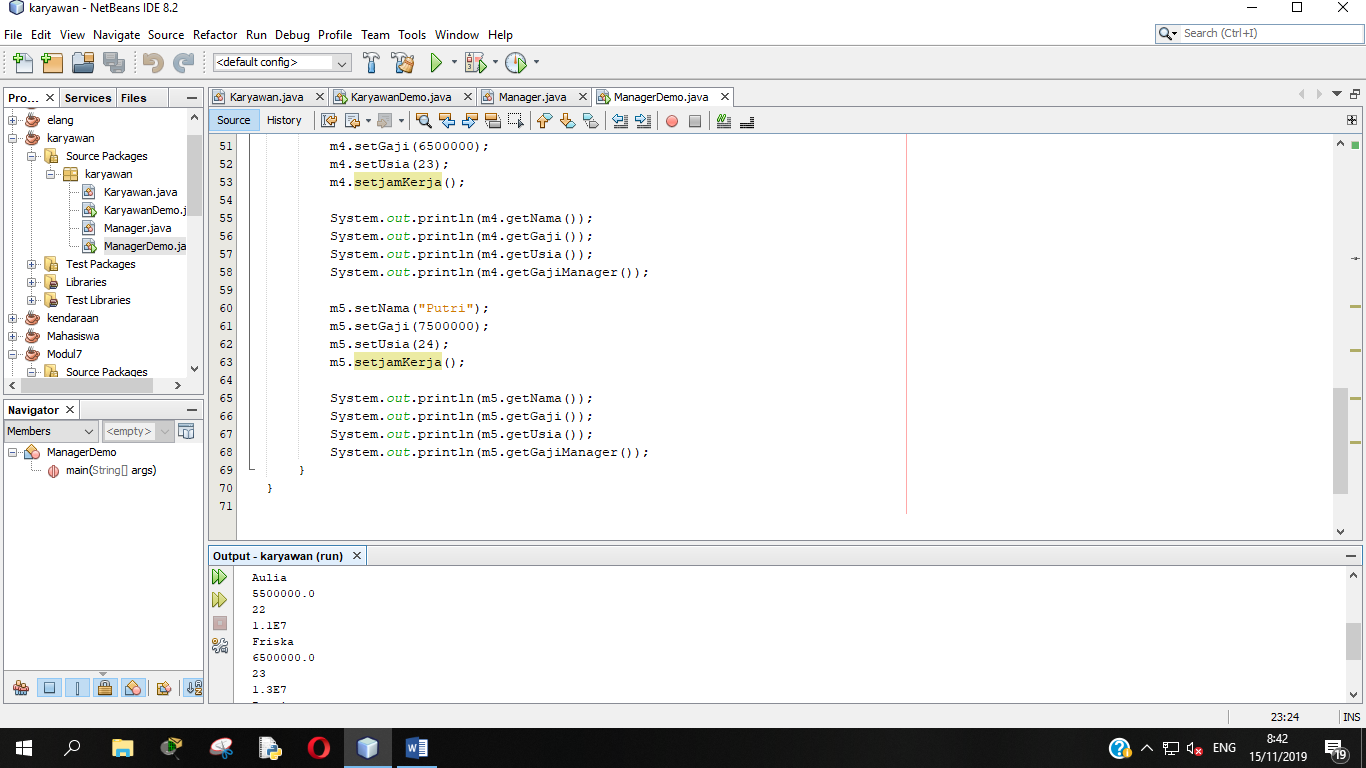 karyawan - NetBeans IDE 8.2
File Edit View Navigate Source Refactor Run Debug Profile Team Tools Window Help
Search (Ctrl+I)
<default config>
Pro... Services Files
elang
karyawan
Source Packages
karyawan
Karyawan.java
KaryawanDemo.j
Manager.java
ManagerDemo.ja
Test Packages
Libraries
Test Libraries
kendaraan
Mahasiswa
Modul7
Source Packages
Navigator
Members <empty>
ManagerDemo
main(String[] args)
Karyawan.java KaryawanDemo.java Manager.java ManagerDemo.java
Source History
51 m4.setGaji(6500000);
52 m4.setUsia(23);
53 m4.setjamKerja();
54
55 System.out.println(m4.getNama());
56 System.out.println(m4.getGaji());
57 System.out.println(m4.getUsia());
58 System.out.println(m4.getGajiManager());
59
60 m5.setNama("Putri");
61 m5.setGaji(7500000);
62 m5.setUsia(24);
63 m5.setjamKerja();
64
65 System.out.println(m5.getNama());
66 System.out.println(m5.getGaji());
67 System.out.println(m5.getUsia());
68 System.out.println(m5.getGajiManager());
69 }
70 }
71
Output - karyawan (run)
Aulia
5500000.0
22
1.1E7
Friska
6500000.0
23
1.3E7
23:24 INS
ENG
8:42
15/11/2019
19